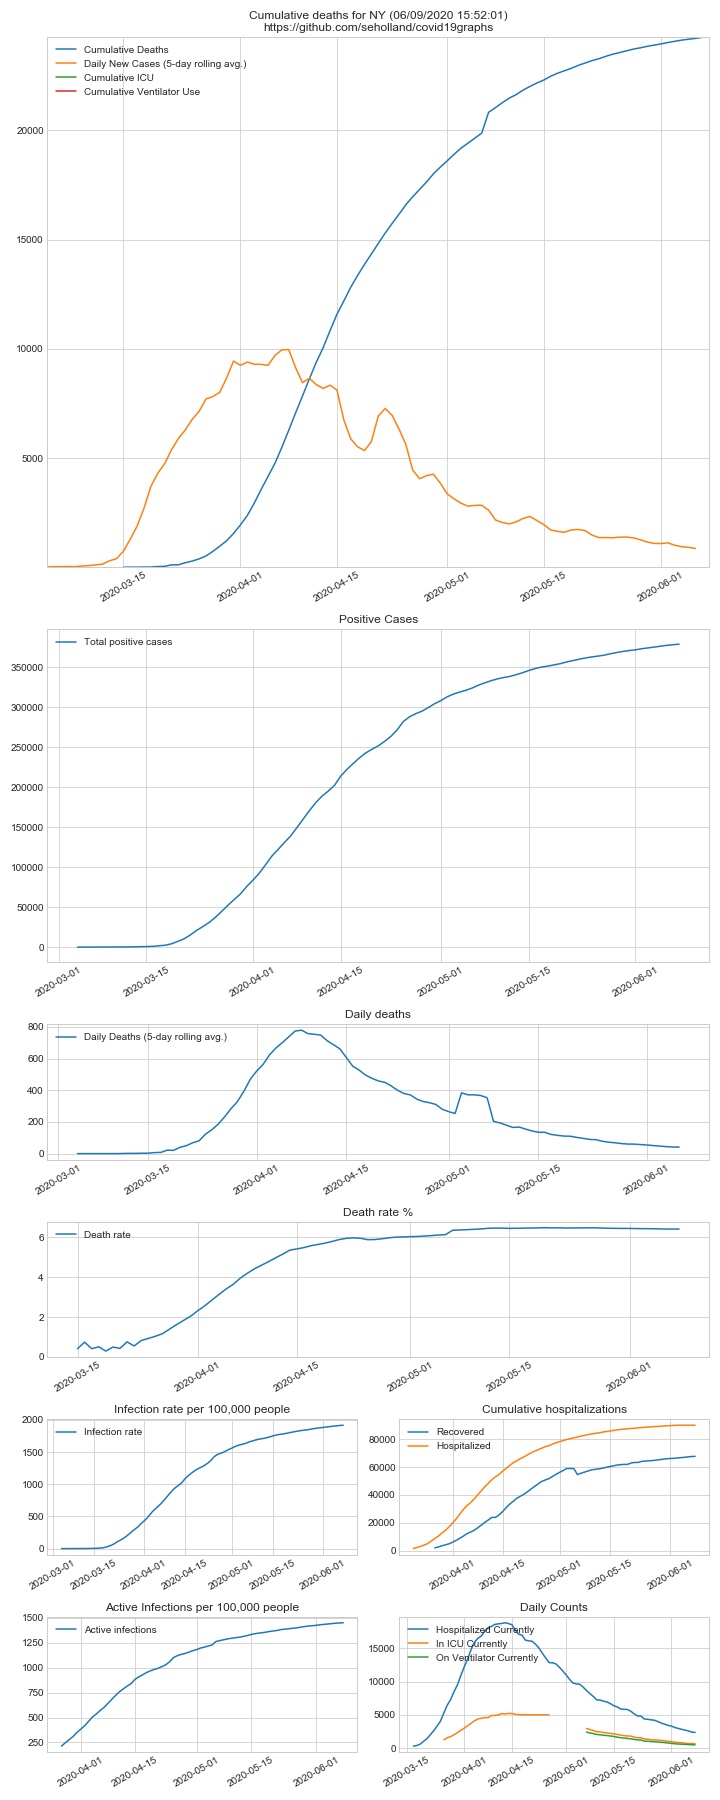 Cumulative deaths for NY (06/09/2020 15:52:01)
https://github.com/seholland/covid19graphs
Cumulative Deaths
Daily New Cases (5-day rolling avg.)
Cumulative ICU
Cumulative Ventilator Use
20000
15000
10000
5000
2020-03-15 2020-04-01 2020-04-15 2020-05-01 2020-05-15 2020-06-01
Positive Cases
Total positive cases
350000
300000
250000
200000
150000
100000
50000
0
2020-03-01 2020-03-15 2020-04-01 2020-04-15 2020-05-01 2020-05-15 2020-06-01
Daily deaths
Daily Deaths (5-day rolling avg.)
800
600
400
200
0
2020-03-01 2020-03-15 2020-04-01 2020-04-15 2020-05-01 2020-05-15 2020-06-01
Death rate %
Death rate
6
4
2
0
2020-03-15 2020-04-01 2020-04-15 2020-05-01 2020-05-15 2020-06-01
Infection rate per 100,000 people
Infection rate
2000
1500
1000
500
0
2020-03-01 2020-03-15 2020-04-01 2020-04-15 2020-05-01 2020-05-15 2020-06-01
Cumulative hospitalizations
Recovered
Hospitalized
80000
60000
40000
20000
0
2020-04-01 2020-04-15 2020-05-01 2020-05-15 2020-06-01
Active Infections per 100,000 people
Active infections
1500
1250
1000
750
500
250
2020-04-01 2020-04-15 2020-05-01 2020-05-15 2020-06-01
Daily Counts
Hospitalized Currently
In ICU Currently
On Ventilator Currently
15000
10000
5000
0
2020-03-15 2020-04-01 2020-04-15 2020-05-01 2020-05-15 2020-06-01